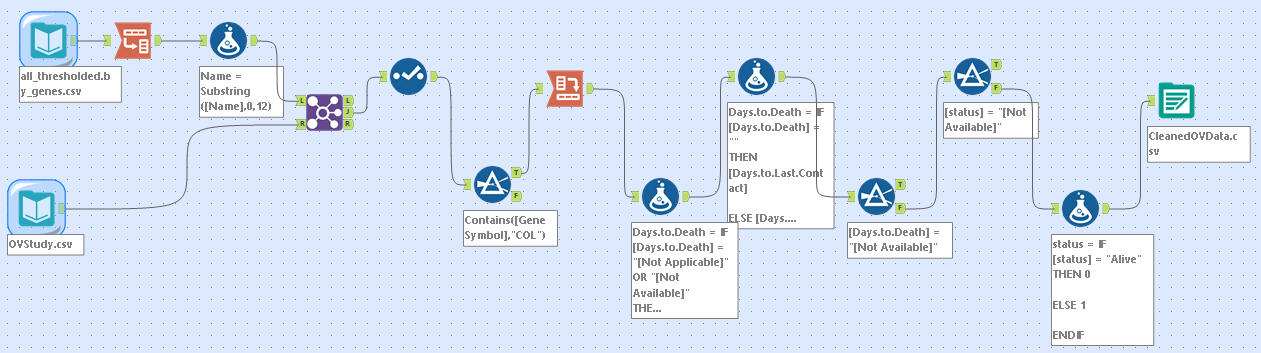 all_thresholded.b
y_genes.csv
Name =
Substring
([Name],0,12)
L
R
L
J
R
OVStudy.csv
T
F
Contains([Gene
Symbol],"COL")
Days.to.Death = IF
[Days.to.Death] =
"[Not Applicable]"
OR "[Not
Available]"
THE...
Days.to.Death = IF
[Days.to.Death] =
""
THEN
[Days.to.Last.Cont
act]
ELSE [Days....
T
F
[Days.to.Death] =
"[Not Available]"
T
F
[status] = "[Not
Available]"
status = IF
[status] = "Alive"
THEN 0
ELSE 1
ENDIF
CleanedOVData.c
sv